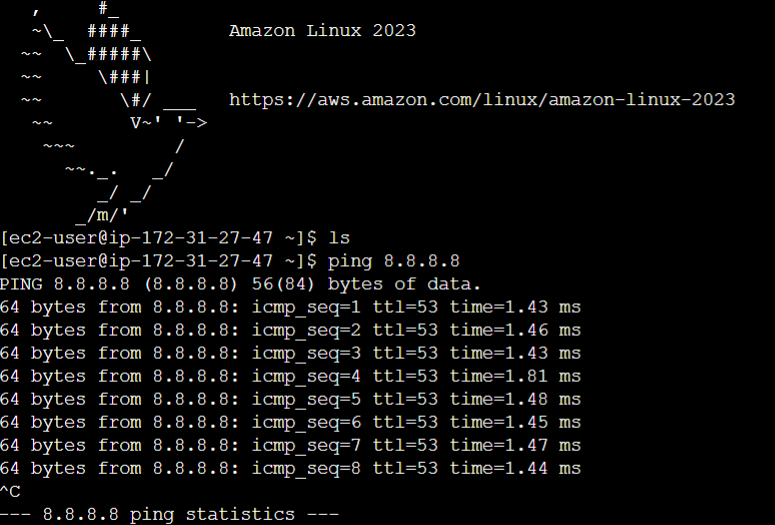 ,     #_
   ~\_  ####_        Amazon Linux 2023
  ~~  \_#####\
  ~~     \###|
  ~~       \#/ ___   https://aws.amazon.com/linux/amazon-linux-2023
   ~~       V~' '->
    ~~~         /
      ~~._.   _/
         _/ _/
       _/m/'
[ec2-user@ip-172-31-27-47 ~]$ ls
[ec2-user@ip-172-31-27-47 ~]$ ping 8.8.8.8
PING 8.8.8.8 (8.8.8.8) 56(84) bytes of data.
64 bytes from 8.8.8.8: icmp_seq=1 ttl=53 time=1.43 ms
64 bytes from 8.8.8.8: icmp_seq=2 ttl=53 time=1.46 ms
64 bytes from 8.8.8.8: icmp_seq=3 ttl=53 time=1.43 ms
64 bytes from 8.8.8.8: icmp_seq=4 ttl=53 time=1.81 ms
64 bytes from 8.8.8.8: icmp_seq=5 ttl=53 time=1.48 ms
64 bytes from 8.8.8.8: icmp_seq=6 ttl=53 time=1.45 ms
64 bytes from 8.8.8.8: icmp_seq=7 ttl=53 time=1.47 ms
64 bytes from 8.8.8.8: icmp_seq=8 ttl=53 time=1.44 ms
^C
--- 8.8.8.8 ping statistics ---